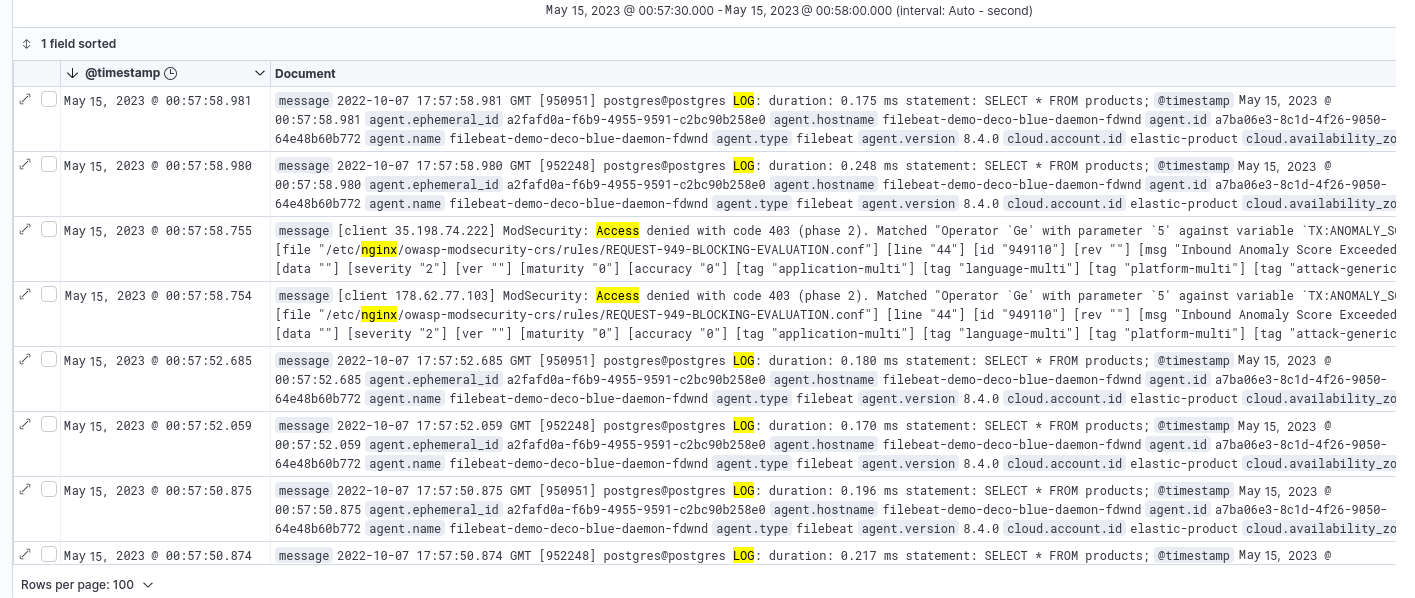 May 15, 2023 @ 00:57:30.000 - May 15, 2023 @ 00:58:00.000 (interval: Auto - second)
1 field sorted
@timestamp Document
May 15, 2023 @ 00:57:58.981 message 2022-10-07 17:57:58.981 GMT [950951] postgres@postgres LOG: duration: 0.175 ms statement: SELECT * FROM products; @timestamp May 15, 2023 @
00:57:58.981 agent.ephemeral_id a2fafd0a-f6b9-4955-9591-c2bc90b258e0 agent.hostname filebeat-demo-deco-blue-daemon-fdwnd agent.id a7ba06e3-8c1d-4f26-9050-
64e48b60b772 agent.name filebeat-demo-deco-blue-daemon-fdwnd agent.type filebeat agent.version 8.4.0 cloud.account.id elastic-product cloud.availability_zo
May 15, 2023 @ 00:57:58.980 message 2022-10-07 17:57:58.980 GMT [952248] postgres@postgres LOG: duration: 0.248 ms statement: SELECT * FROM products; @timestamp May 15, 2023 @
00:57:58.980 agent.ephemeral_id a2fafd0a-f6b9-4955-9591-c2bc90b258e0 agent.hostname filebeat-demo-deco-blue-daemon-fdwnd agent.id a7ba06e3-8c1d-4f26-9050-
64e48b60b772 agent.name filebeat-demo-deco-blue-daemon-fdwnd agent.type filebeat agent.version 8.4.0 cloud.account.id elastic-product cloud.availability_zo
May 15, 2023 @ 00:57:58.755 message [client 35.198.74.222] ModSecurity: Access denied with code 403 (phase 2). Matched "Operator `Ge' with parameter `5' against variable `TX:ANOMALY_SC
[file "/etc/nginx/owasp-modsecurity-crs/rules/REQUEST-949-BLOCKING-EVALUATION.conf"] [line "44"] [id "949110"] [rev ""] [msg "Inbound Anomaly Score Exceeded
[data ""] [severity "2"] [ver ""] [maturity "0"] [accuracy "0"] [tag "application-multi"] [tag "language-multi"] [tag "platform-multi"] [tag "attack-generic
May 15, 2023 @ 00:57:58.754 message [client 178.62.77.103] ModSecurity: Access denied with code 403 (phase 2). Matched "Operator `Ge' with parameter `5' against variable `TX:ANOMALY_SC
[file "/etc/nginx/owasp-modsecurity-crs/rules/REQUEST-949-BLOCKING-EVALUATION.conf"] [line "44"] [id "949110"] [rev ""] [msg "Inbound Anomaly Score Exceeded
[data ""] [severity "2"] [ver ""] [maturity "0"] [accuracy "0"] [tag "application-multi"] [tag "language-multi"] [tag "platform-multi"] [tag "attack-generic
May 15, 2023 @ 00:57:52.685 message 2022-10-07 17:57:52.685 GMT [950951] postgres@postgres LOG: duration: 0.180 ms statement: SELECT * FROM products; @timestamp May 15, 2023 @
00:57:52.685 agent.ephemeral_id a2fafd0a-f6b9-4955-9591-c2bc90b258e0 agent.hostname filebeat-demo-deco-blue-daemon-fdwnd agent.id a7ba06e3-8c1d-4f26-9050-
64e48b60b772 agent.name filebeat-demo-deco-blue-daemon-fdwnd agent.type filebeat agent.version 8.4.0 cloud.account.id elastic-product cloud.availability_zo
May 15, 2023 @ 00:57:52.059 message 2022-10-07 17:57:52.059 GMT [952248] postgres@postgres LOG: duration: 0.170 ms statement: SELECT * FROM products; @timestamp May 15, 2023 @
00:57:52.059 agent.ephemeral_id a2fafd0a-f6b9-4955-9591-c2bc90b258e0 agent.hostname filebeat-demo-deco-blue-daemon-fdwnd agent.id a7ba06e3-8c1d-4f26-9050-
64e48b60b772 agent.name filebeat-demo-deco-blue-daemon-fdwnd agent.type filebeat agent.version 8.4.0 cloud.account.id elastic-product cloud.availability_zo
May 15, 2023 @ 00:57:50.875 message 2022-10-07 17:57:50.875 GMT [950951] postgres@postgres LOG: duration: 0.196 ms statement: SELECT * FROM products; @timestamp May 15, 2023 @
00:57:50.875 agent.ephemeral_id a2fafd0a-f6b9-4955-9591-c2bc90b258e0 agent.hostname filebeat-demo-deco-blue-daemon-fdwnd agent.id a7ba06e3-8c1d-4f26-9050-
64e48b60b772 agent.name filebeat-demo-deco-blue-daemon-fdwnd agent.type filebeat agent.version 8.4.0 cloud.account.id elastic-product cloud.availability_zo
May 15, 2023 @ 00:57:50.874 message 2022-10-07 17:57:50.874 GMT [952248] postgres@postgres LOG: duration: 0.217 ms statement: SELECT * FROM products; @timestamp May 15, 2023 @
Rows per page: 100